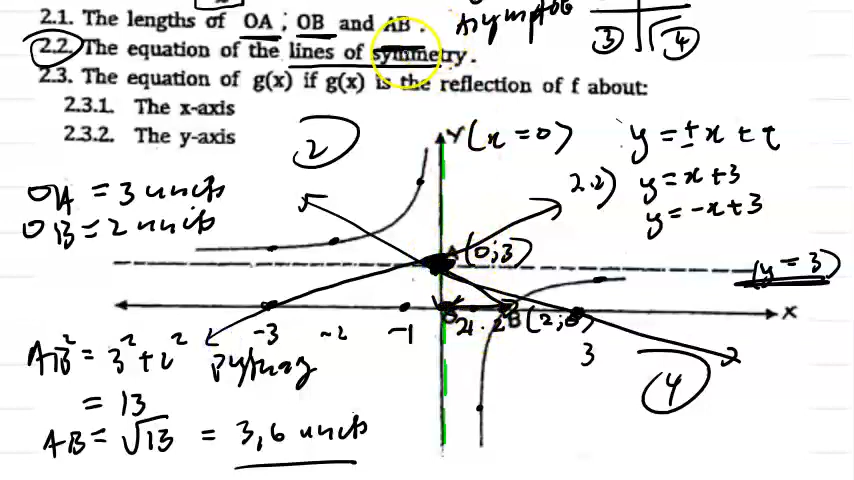 2.1. The lengths of OA ; OB and AB .
Asymptote
2.2. The equation of the lines of symmetry.
③ ④
2.3. The equation of g(x) if g(x) is the reflection of f about:
2.3.1. The x-axis
2.3.2. The y-axis
②
Y (x = 0)
y = ± x + c
OA = 3 units
OB = 2 units
2.2) y = x + 3
y = -x + 3
A (0;3)
(y = 3)
X
-3 -2 -1 B (2;0) 3
AB² = 3² + 2² Pythag
④
= 13
AB = √13 = 3,6 units